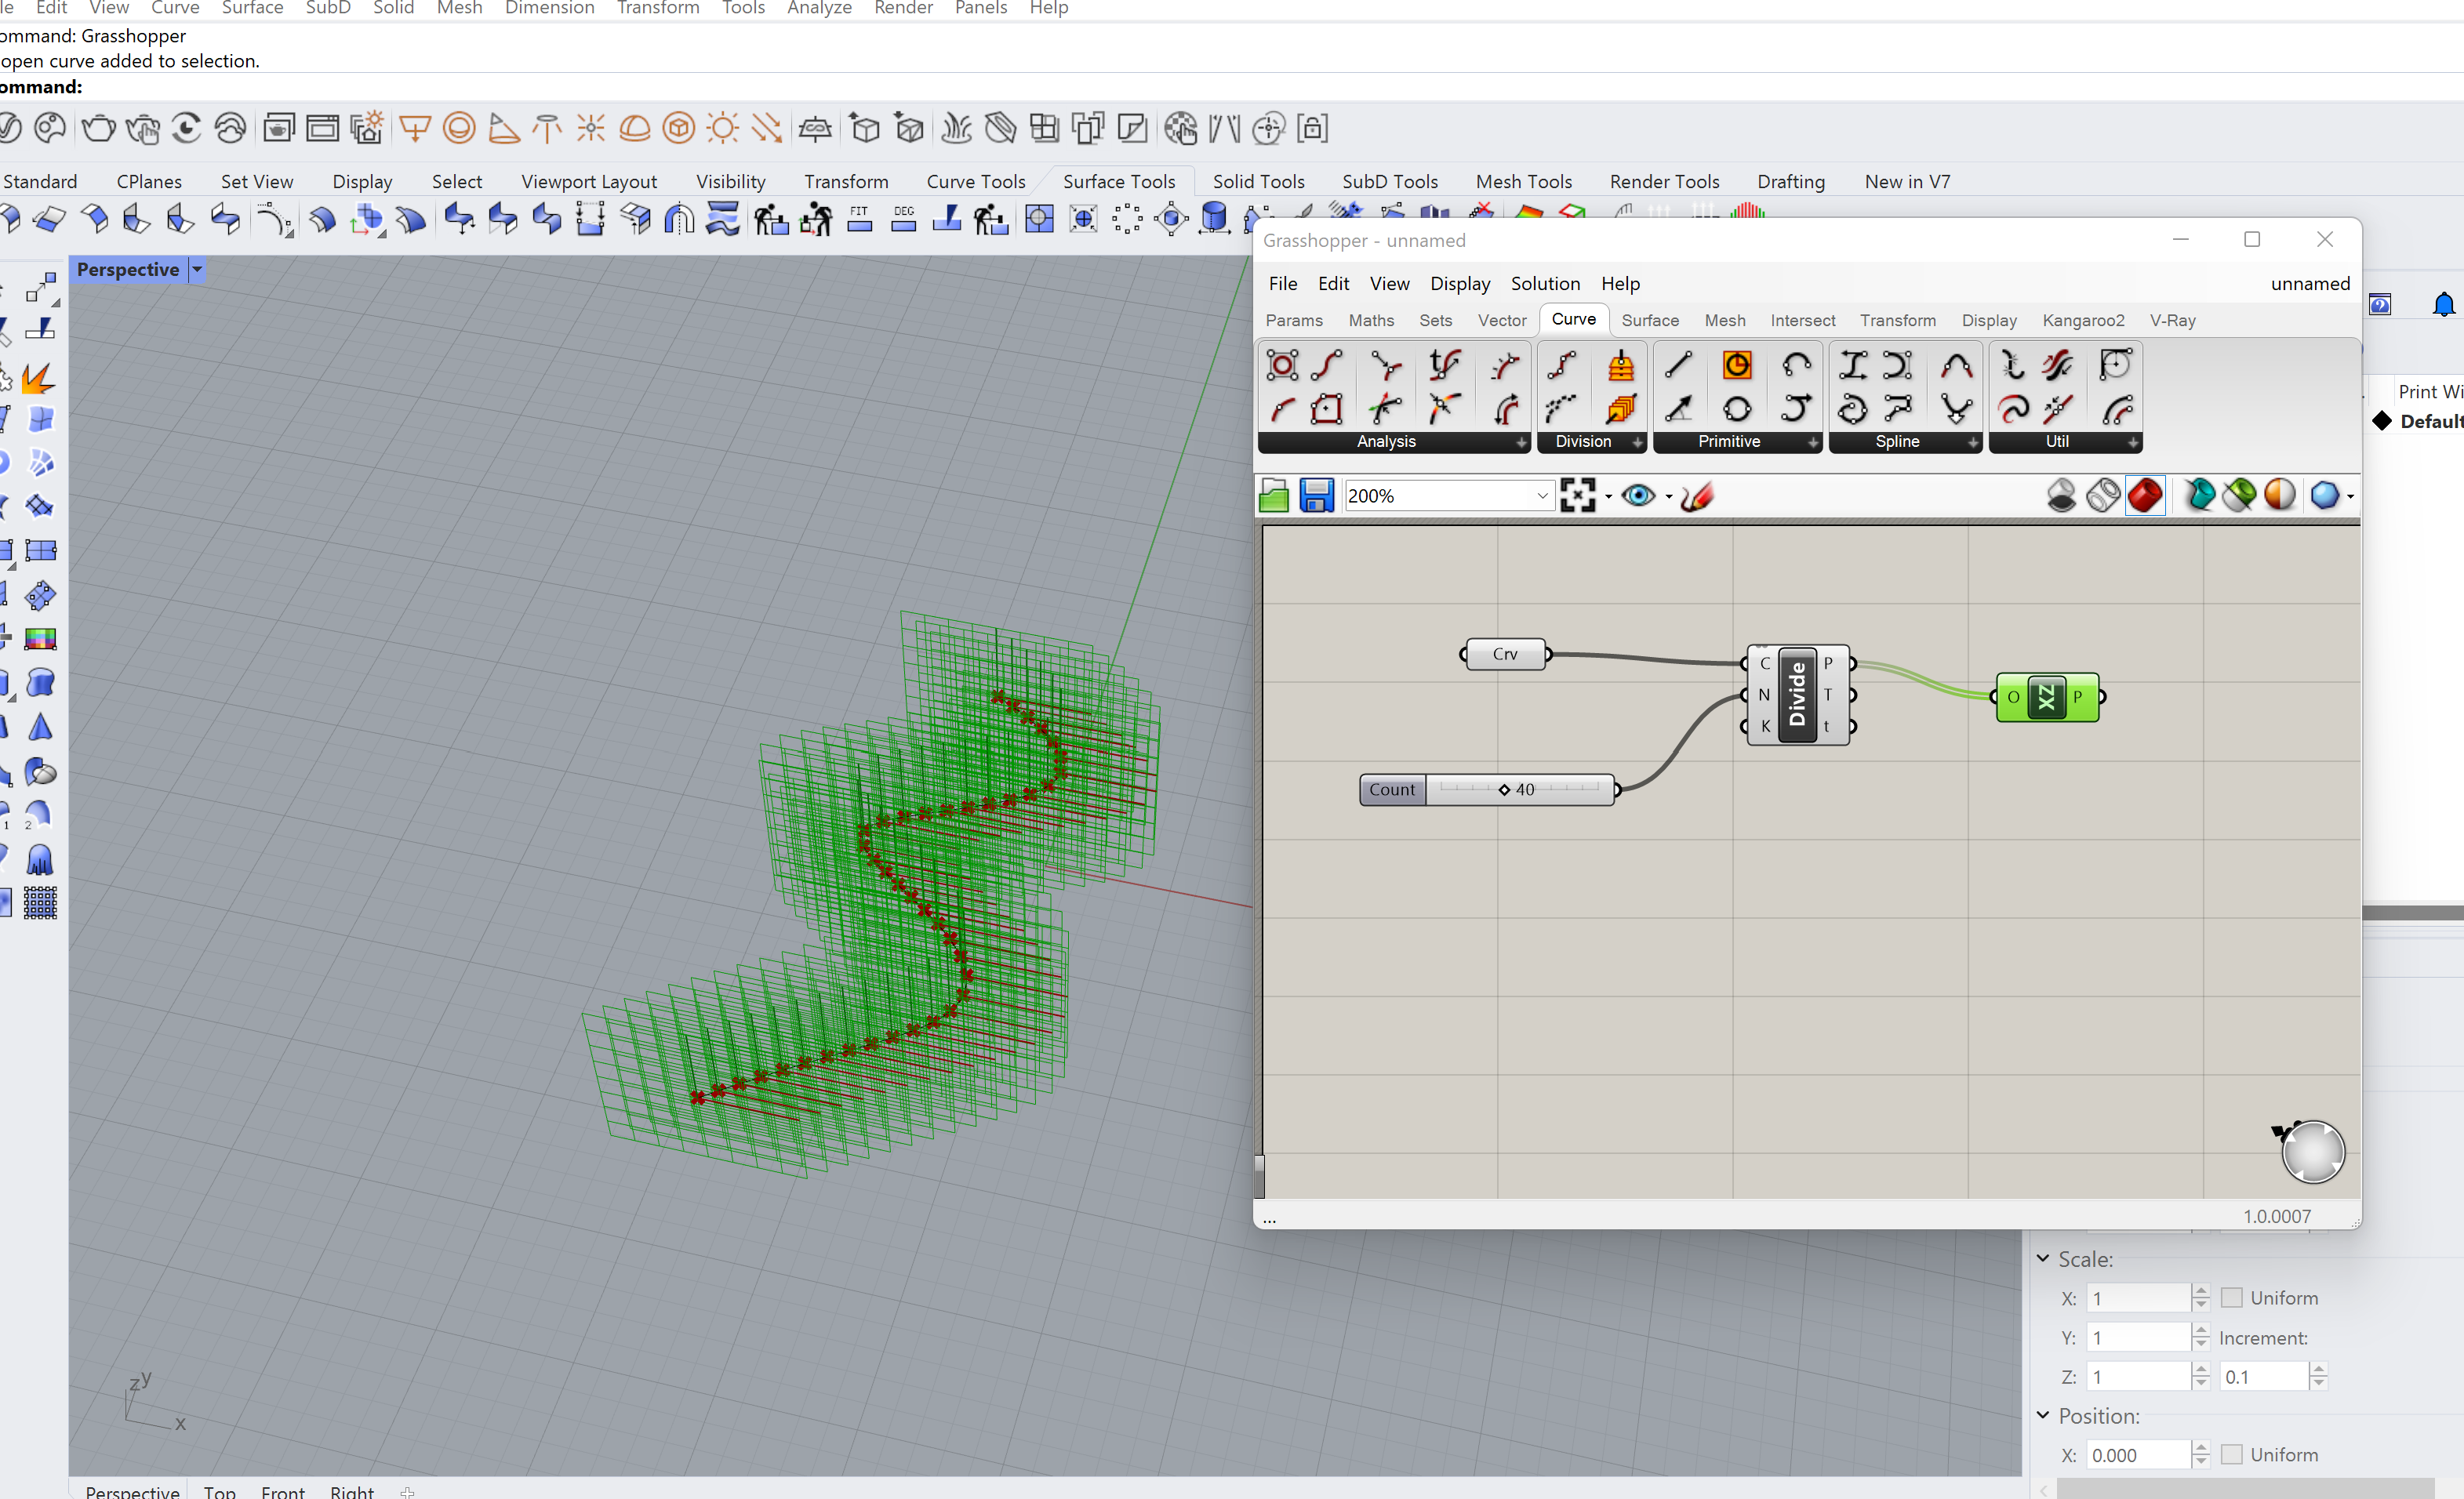 le Edit View Curve Surface SubD Solid Mesh Dimension Transform Tools Analyze Render Panels Help
ommand: Grasshopper
open curve added to selection.
ommand:
Standard CPlanes Set View Display Select Viewport Layout Visibility Transform Curve Tools Surface Tools Solid Tools SubD Tools Mesh Tools Render Tools Drafting New in V7
FIT DEG
Perspective
Grasshopper - unnamed
File Edit View Display Solution Help unnamed
Params Maths Sets Vector Curve Surface Mesh Intersect Transform Display Kangaroo2 V-Ray
Analysis Division Primitive Spline Util
200%
Print Wi
Default
Crv
C N K Divide P T t
O XZ P
Count 40
1 2
...
1.0.0007
Scale:
X: 1 Uniform
Y: 1 Increment:
Z: 1 0.1
Position:
X: 0.000 Uniform
z y x
Perspective Top Front Right